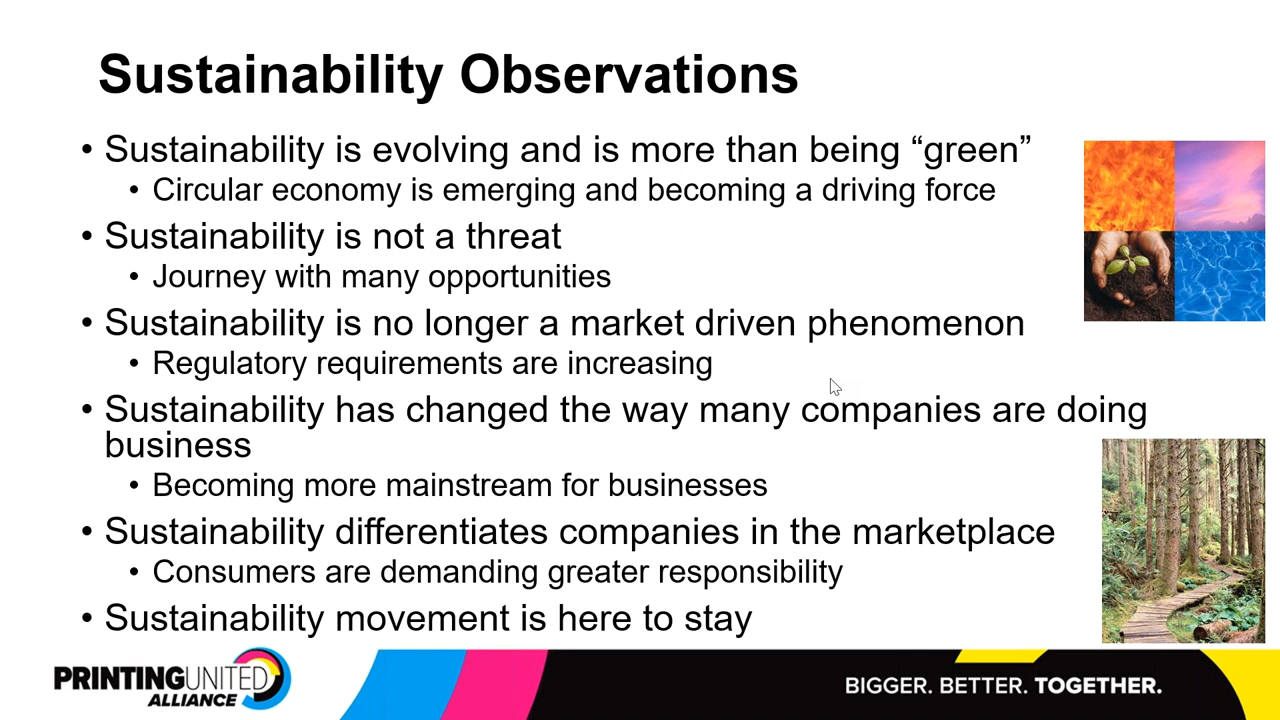 Sustainability Observations
• Sustainability is evolving and is more than being “green”
• Circular economy is emerging and becoming a driving force
• Sustainability is not a threat
• Journey with many opportunities
• Sustainability is no longer a market driven phenomenon
• Regulatory requirements are increasing
• Sustainability has changed the way many companies are doing
business
• Becoming more mainstream for businesses
• Sustainability differentiates companies in the marketplace
• Consumers are demanding greater responsibility
• Sustainability movement is here to stay
PRINTINGUNITED
ALLIANCE
BIGGER. BETTER. TOGETHER.